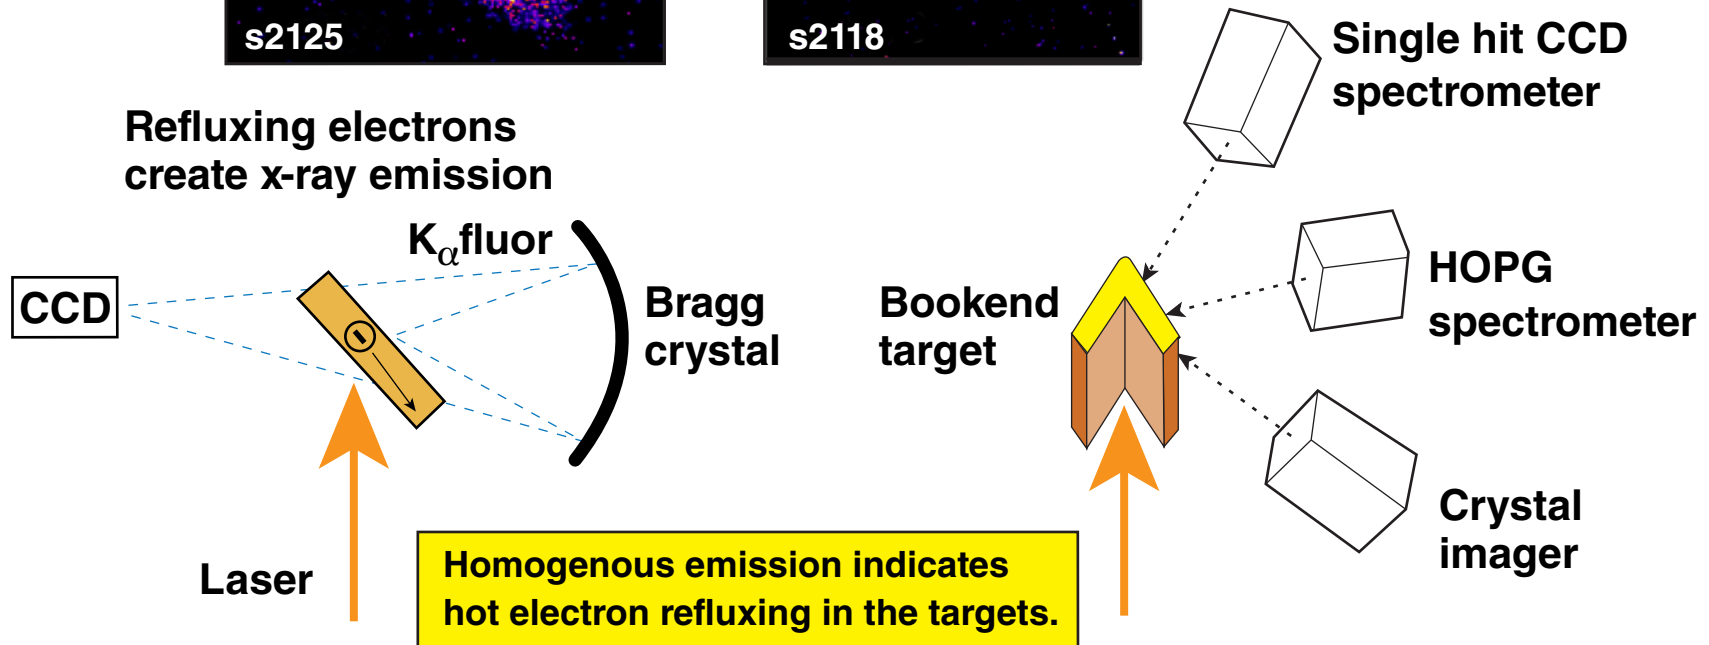 s2125
s2118
Single hit CCD
spectrometer
Refluxing electrons
create x-ray emission
Kαfluor
CCD
Bragg
crystal
Bookend
target
HOPG
spectrometer
Crystal
imager
Laser
Homogenous emission indicates
hot electron refluxing in the targets.